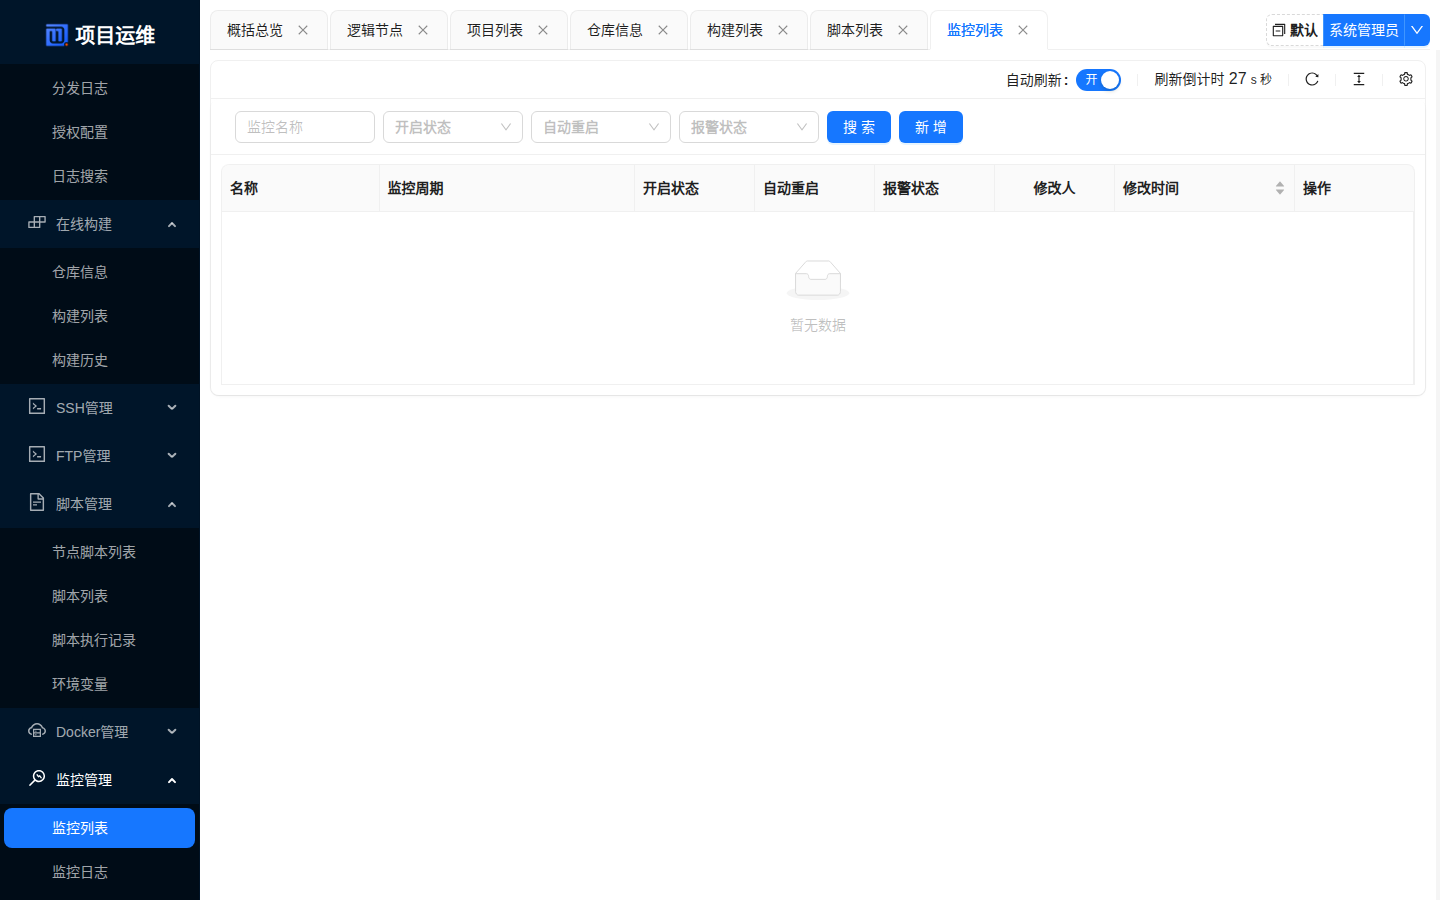 项目运维
分发日志
授权配置
日志搜索
在线构建
仓库信息
构建列表
构建历史
SSH管理
FTP管理
脚本管理
节点脚本列表
脚本列表
脚本执行记录
环境变量
Docker管理
监控管理
监控列表
监控日志
概括总览 逻辑节点 项目列表 仓库信息 构建列表 脚本列表 监控列表 默认 系统管理员
自动刷新： 开 刷新倒计时 27 s 秒
监控名称 开启状态 自动重启 报警状态 搜 索 新 增
名称 监控周期 开启状态 自动重启 报警状态 修改人 修改时间 操作
暂无数据